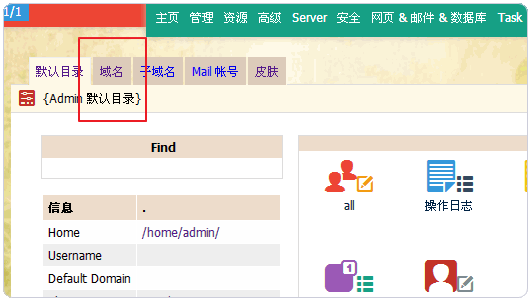 1/1
主页 管理 资源 高级 Server 安全 网页 & 邮件 & 数据库 Task
默认目录 域名 子域名 Mail 帐号 皮肤
{Admin 默认目录}
Find
信息 .
Home /home/admin/
Username
Default Domain
all
操作日志
1